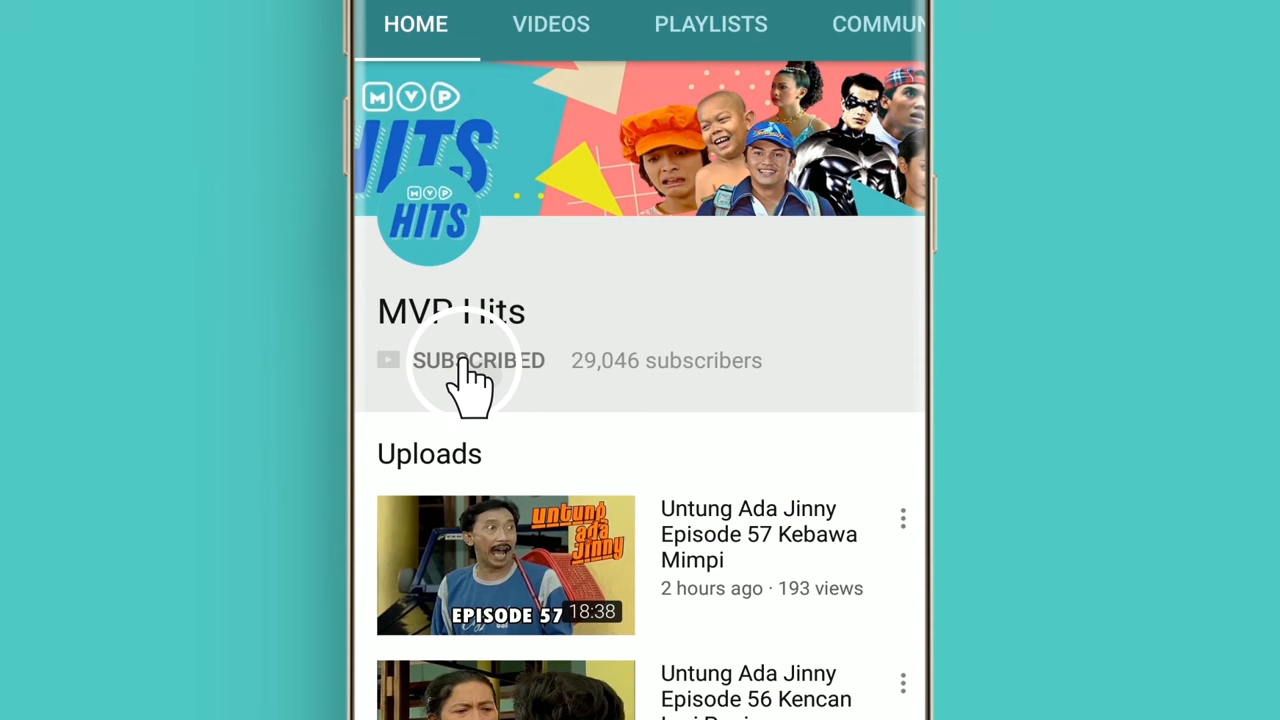 HOME VIDEOS PLAYLISTS COMMUN
MVP
HITS
MVP
HITS
MVP Hits
SUBSCRIBED 29,046 subscribers
Uploads
untung
ada
jinny
EPISODE 57 18:38
Untung Ada Jinny
Episode 57 Kebawa
Mimpi
2 hours ago · 193 views
Untung Ada Jinny
Episode 56 Kencan